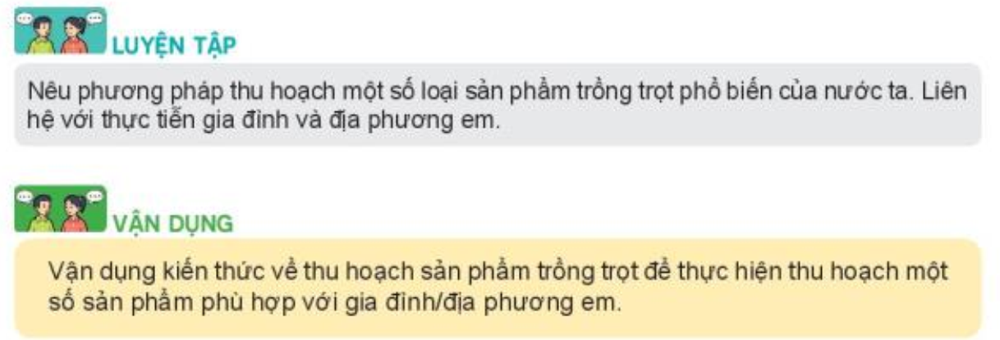 LUYỆN TẬP
Nêu phương pháp thu hoạch một số loại sản phẩm trồng trọt phổ biến của nước ta. Liên
hệ với thực tiễn gia đình và địa phương em.
VẬN DỤNG
Vận dụng kiến thức về thu hoạch sản phẩm trồng trọt để thực hiện thu hoạch một
số sản phẩm phù hợp với gia đình/địa phương em.